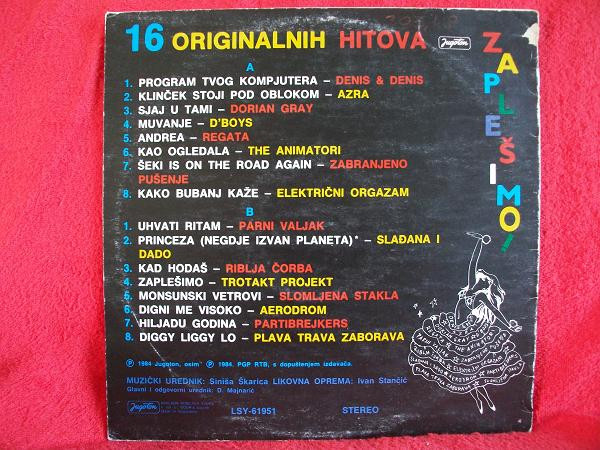 16 ORIGINALNIH HITOVA
Jugoton
ZAPLEŠIMO!
A
1. PROGRAM TVOG KOMPJUTERA – DENIS & DENIS
2. KLINČEK STOJI POD OBLOKOM – AZRA
3. SJAJ U TAMI – DORIAN GRAY
4. MUVANJE – D'BOYS
5. ANDREA – REGATA
6. KAO OGLEDALA – THE ANIMATORI
7. ŠEKI IS ON THE ROAD AGAIN – ZABRANJENO
PUŠENJE
8. KAKO BUBANJ KAŽE – ELEKTRIČNI ORGAZAM
B
1. UHVATI RITAM – PARNI VALJAK
2. PRINCEZA (NEGDJE IZVAN PLANETA)* – SLAĐANA I
DADO
3. KAD HODAŠ – RIBLJA ČORBA
4. ZAPLEŠIMO – TROTAKT PROJEKT
5. MONSUNSKI VETROVI – SLOMLJENA STAKLA
6. DIGNI ME VISOKO – AERODROM
7. HILJADU GODINA – PARTIBREJKERS
8. DIGGY LIGGY LO – PLAVA TRAVA ZABORAVA
Ⓟ 1984 Jugoton, osim* Ⓟ 1984. PGP RTB, s dopuštenjem izdavača.
MUZIČKI UREDNIK: Siniša Škarica LIKOVNA OPREMA: Ivan Stančić
Glavni i odgovorni urednik: D. Majnarić
Jugoton
LSY-61951
STEREO